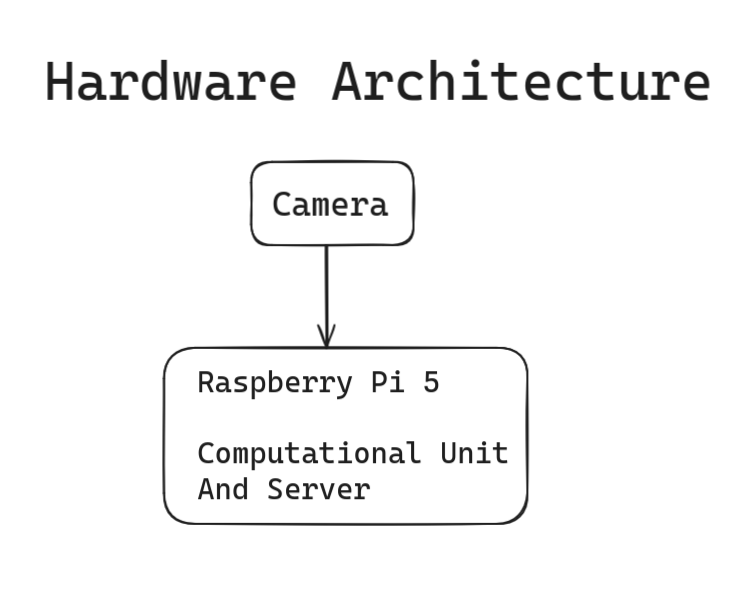 Hardware Architecture
Camera
Raspberry Pi 5
Computational Unit
And Server